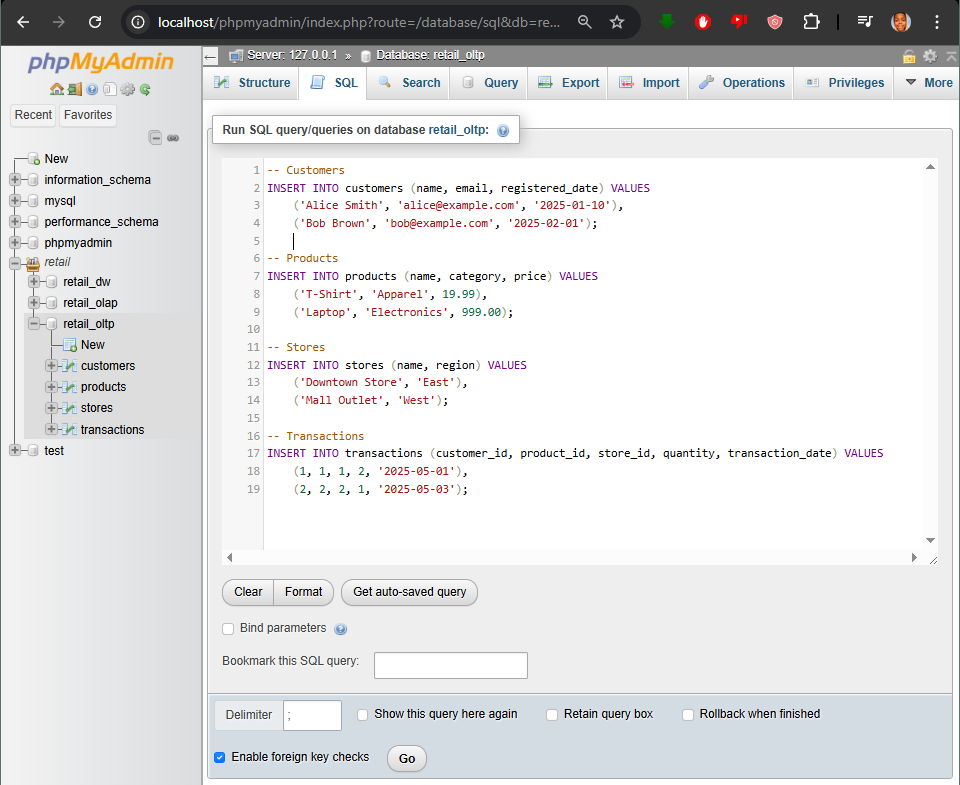 localhost/phpmyadmin/index.php?route=/database/sql&db=re...
phpMyAdmin
Recent
Favorites
New
information_schema
mysql
performance_schema
phpmyadmin
retail
retail_dw
retail_olap
retail_oltp
New
customers
products
stores
transactions
test
Server: 127.0.0.1 » Database: retail_oltp
Structure
SQL
Search
Query
Export
Import
Operations
Privileges
More
Run SQL query/queries on database retail_oltp:
1 -- Customers
2 INSERT INTO customers (name, email, registered_date) VALUES
3 ('Alice Smith', 'alice@example.com', '2025-01-10'),
4 ('Bob Brown', 'bob@example.com', '2025-02-01');
5
6 -- Products
7 INSERT INTO products (name, category, price) VALUES
8 ('T-Shirt', 'Apparel', 19.99),
9 ('Laptop', 'Electronics', 999.00);
10
11 -- Stores
12 INSERT INTO stores (name, region) VALUES
13 ('Downtown Store', 'East'),
14 ('Mall Outlet', 'West');
15
16 -- Transactions
17 INSERT INTO transactions (customer_id, product_id, store_id, quantity, transaction_date) VALUES
18 (1, 1, 1, 2, '2025-05-01'),
19 (2, 2, 2, 1, '2025-05-03');
Clear
Format
Get auto-saved query
Bind parameters
Bookmark this SQL query:
Delimiter
;
Show this query here again
Retain query box
Rollback when finished
Enable foreign key checks
Go